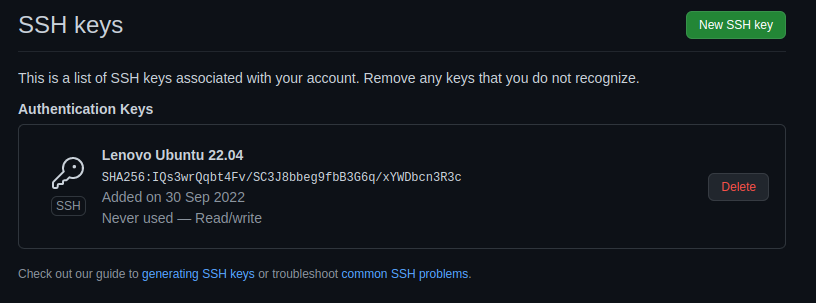 SSH keys
New SSH key
This is a list of SSH keys associated with your account. Remove any keys that you do not recognize.
Authentication Keys
Lenovo Ubuntu 22.04
SHA256:IQs3wrQqbt4Fv/SC3J8bbeg9fbB3G6q/xYWDbcn3R3c
Added on 30 Sep 2022
Never used — Read/write
SSH
Delete
Check out our guide to generating SSH keys or troubleshoot common SSH problems.